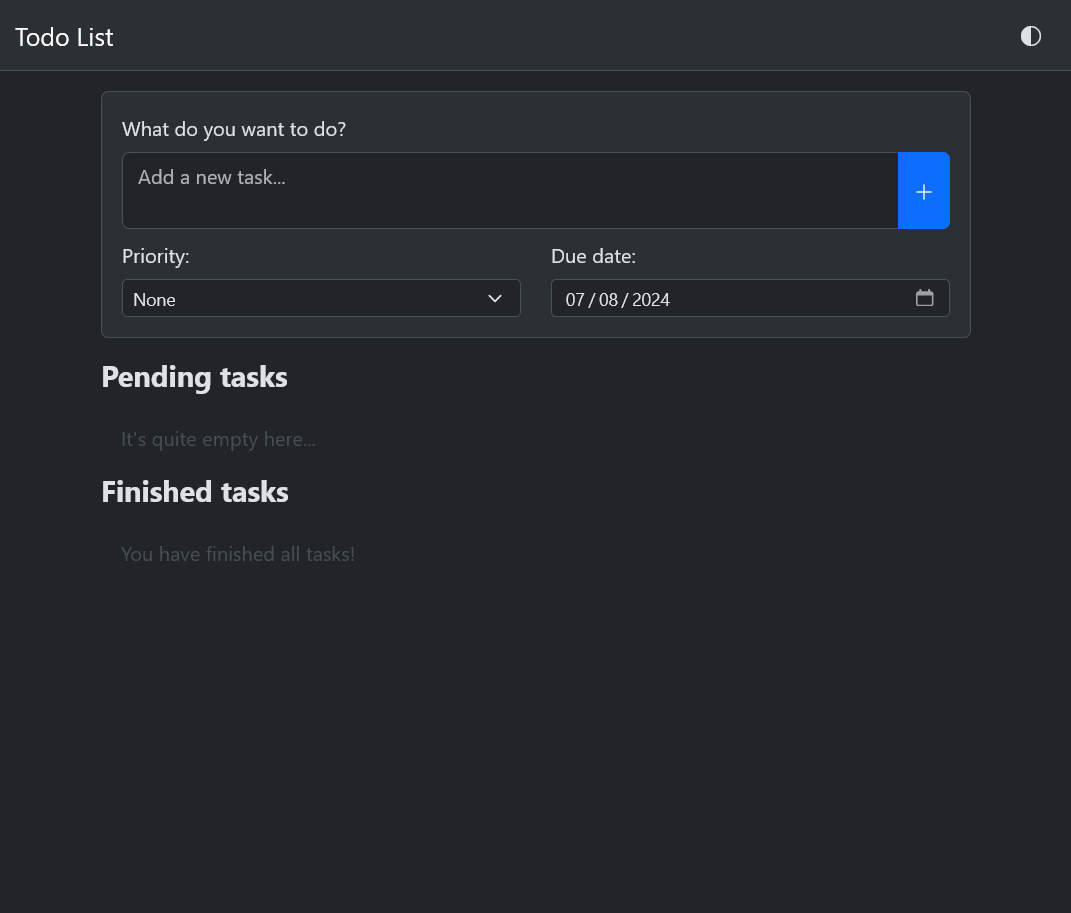 Todo List
What do you want to do?
Add a new task...
+
Priority:
Due date:
None
07/08/2024
Pending tasks
It's quite empty here...
Finished tasks
You have finished all tasks!